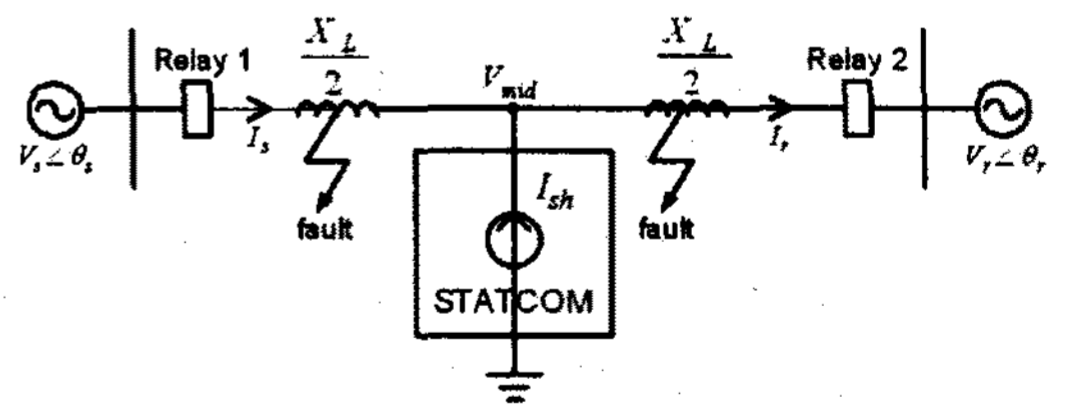 Relay 1
X_L
2
V_mid
X_L
2
Relay 2
I_s
I_r
V_s∠θ_s
V_r∠θ_r
fault
I_sh
fault
STATCOM